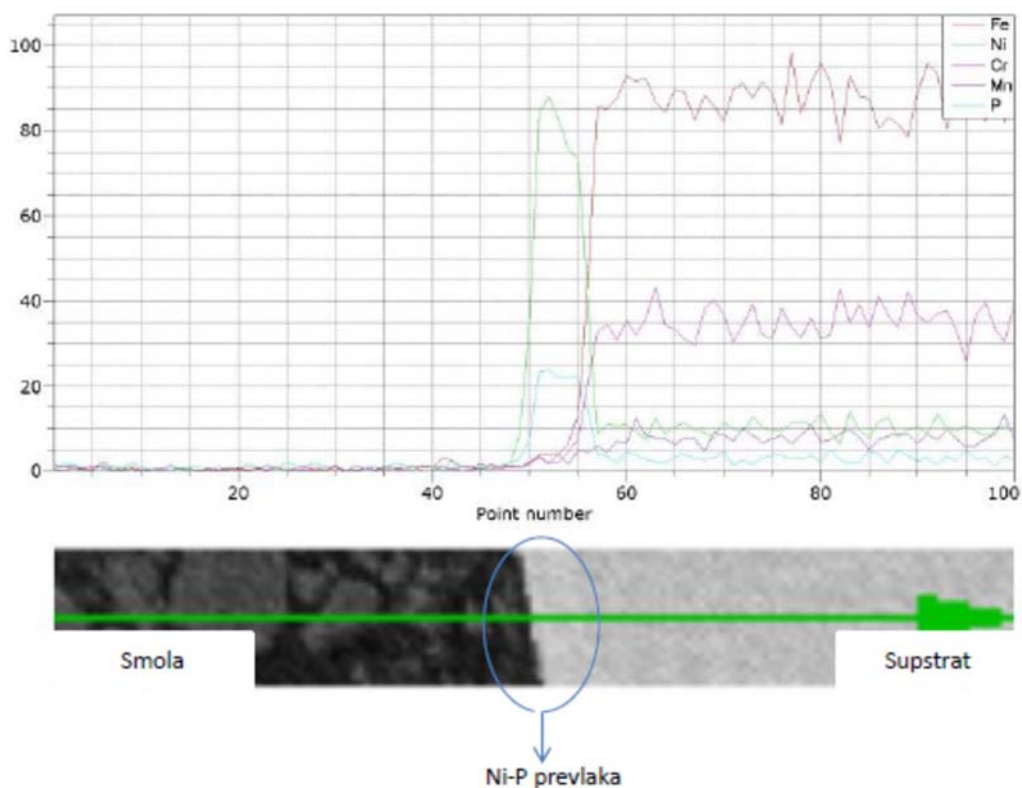 100
80
60
40
20
0
Fe
Ni
Cr
Mn
P
20
40
60
80
100
Point number
Smola
Supstrat
Ni-P prevlaka